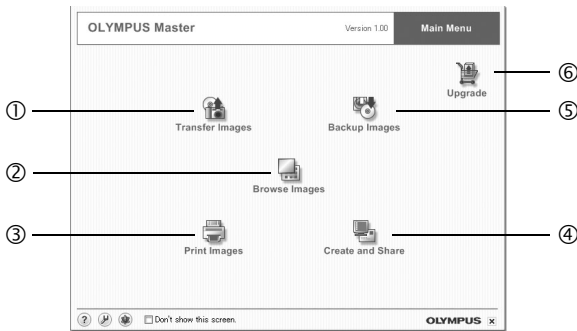 OLYMPUS Master Version 1.00 Main Menu
⑥
Upgrade
① ⑤
Transfer Images Backup Images
②
Browse Images
③ ④
Print Images Create and Share
? Don't show this screen. OLYMPUS x